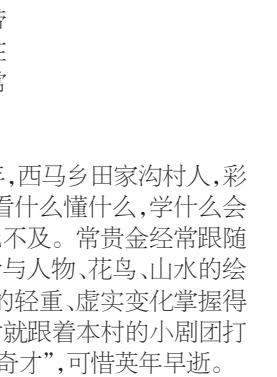 ,西马乡田家沟村人,彩
看什么懂什么,学什么会
不及。常贵金经常跟随
与人物、花鸟、山水的绘
的轻重、虚实变化掌握得
就跟着本村的小剧团打
奇才”,可惜英年早逝。